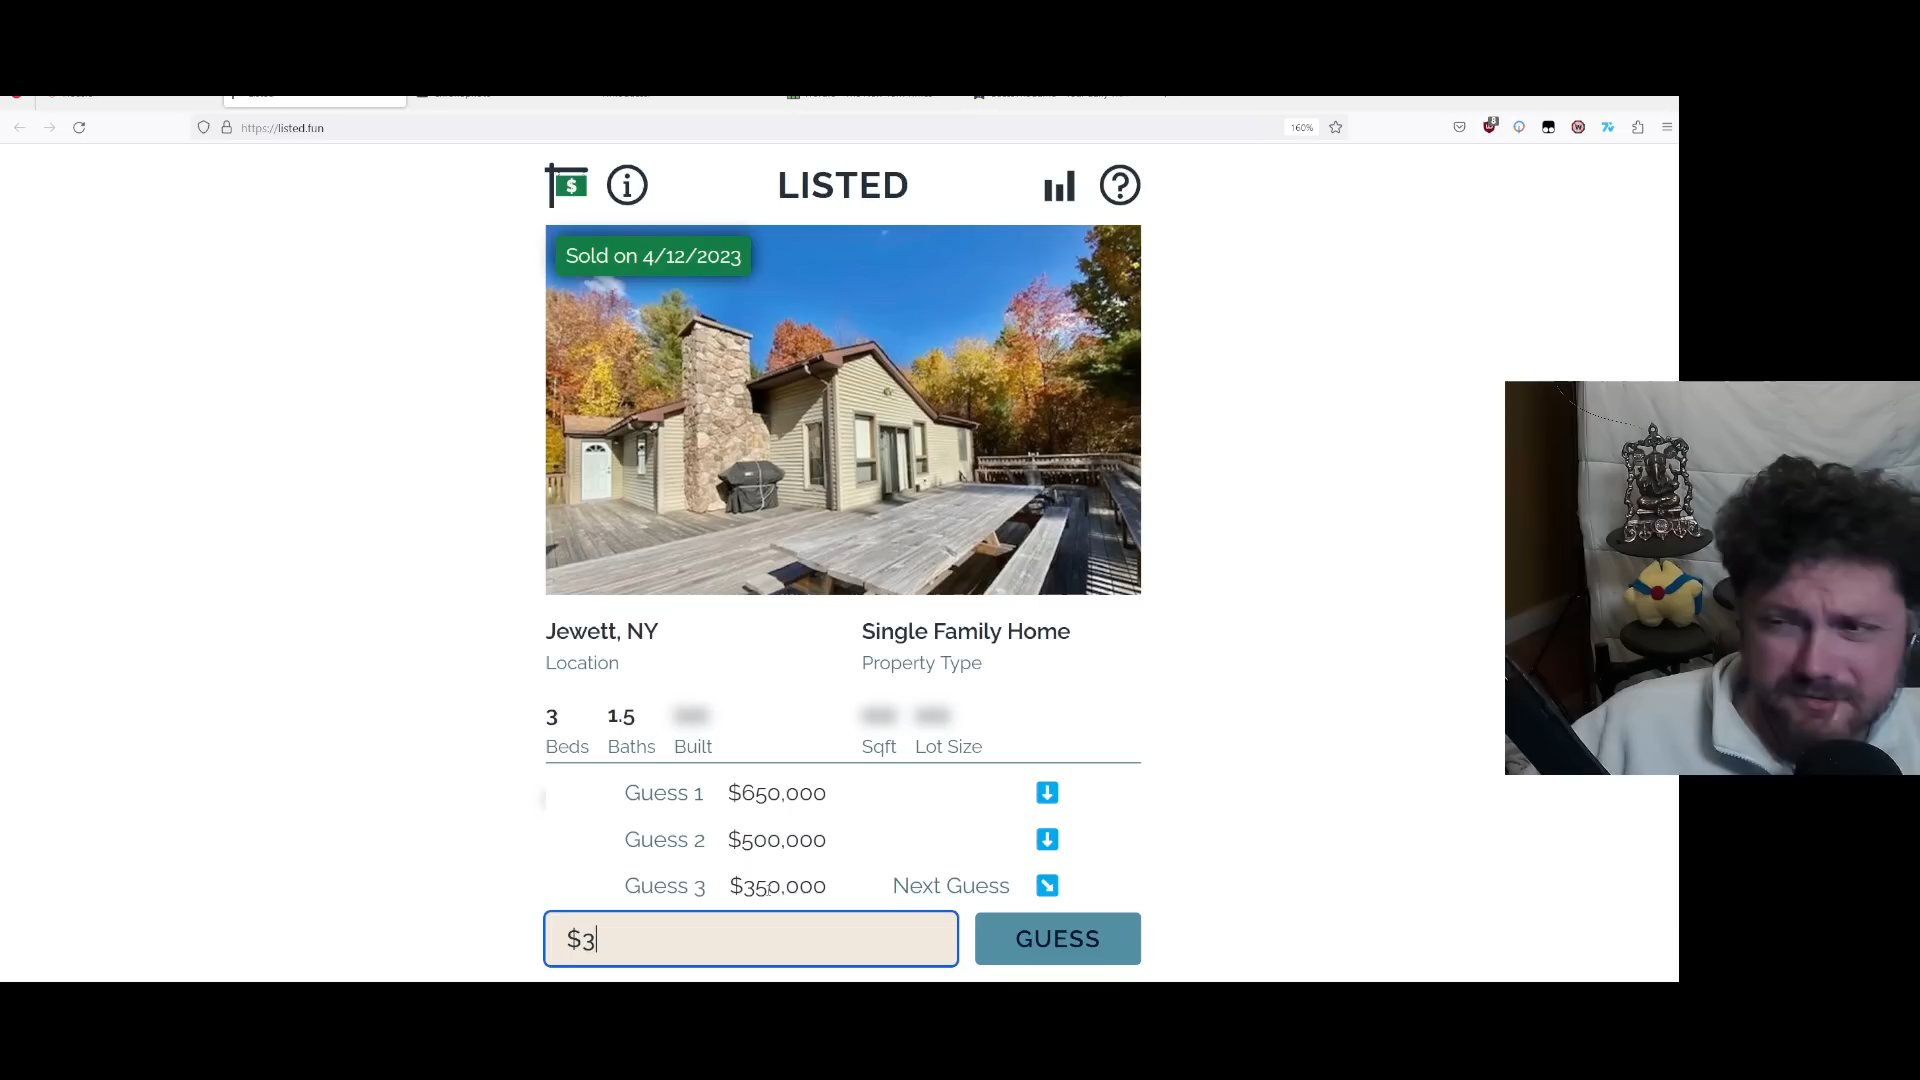 https://listed.fun
160%
$
LISTED
Sold on 4/12/2023
Jewett, NY
Single Family Home
Location
Property Type
3
1.5
Beds
Baths
Built
Sqft
Lot Size
Guess 1
$650,000
Guess 2
$500,000
Guess 3
$350,000
Next Guess
$3
GUESS